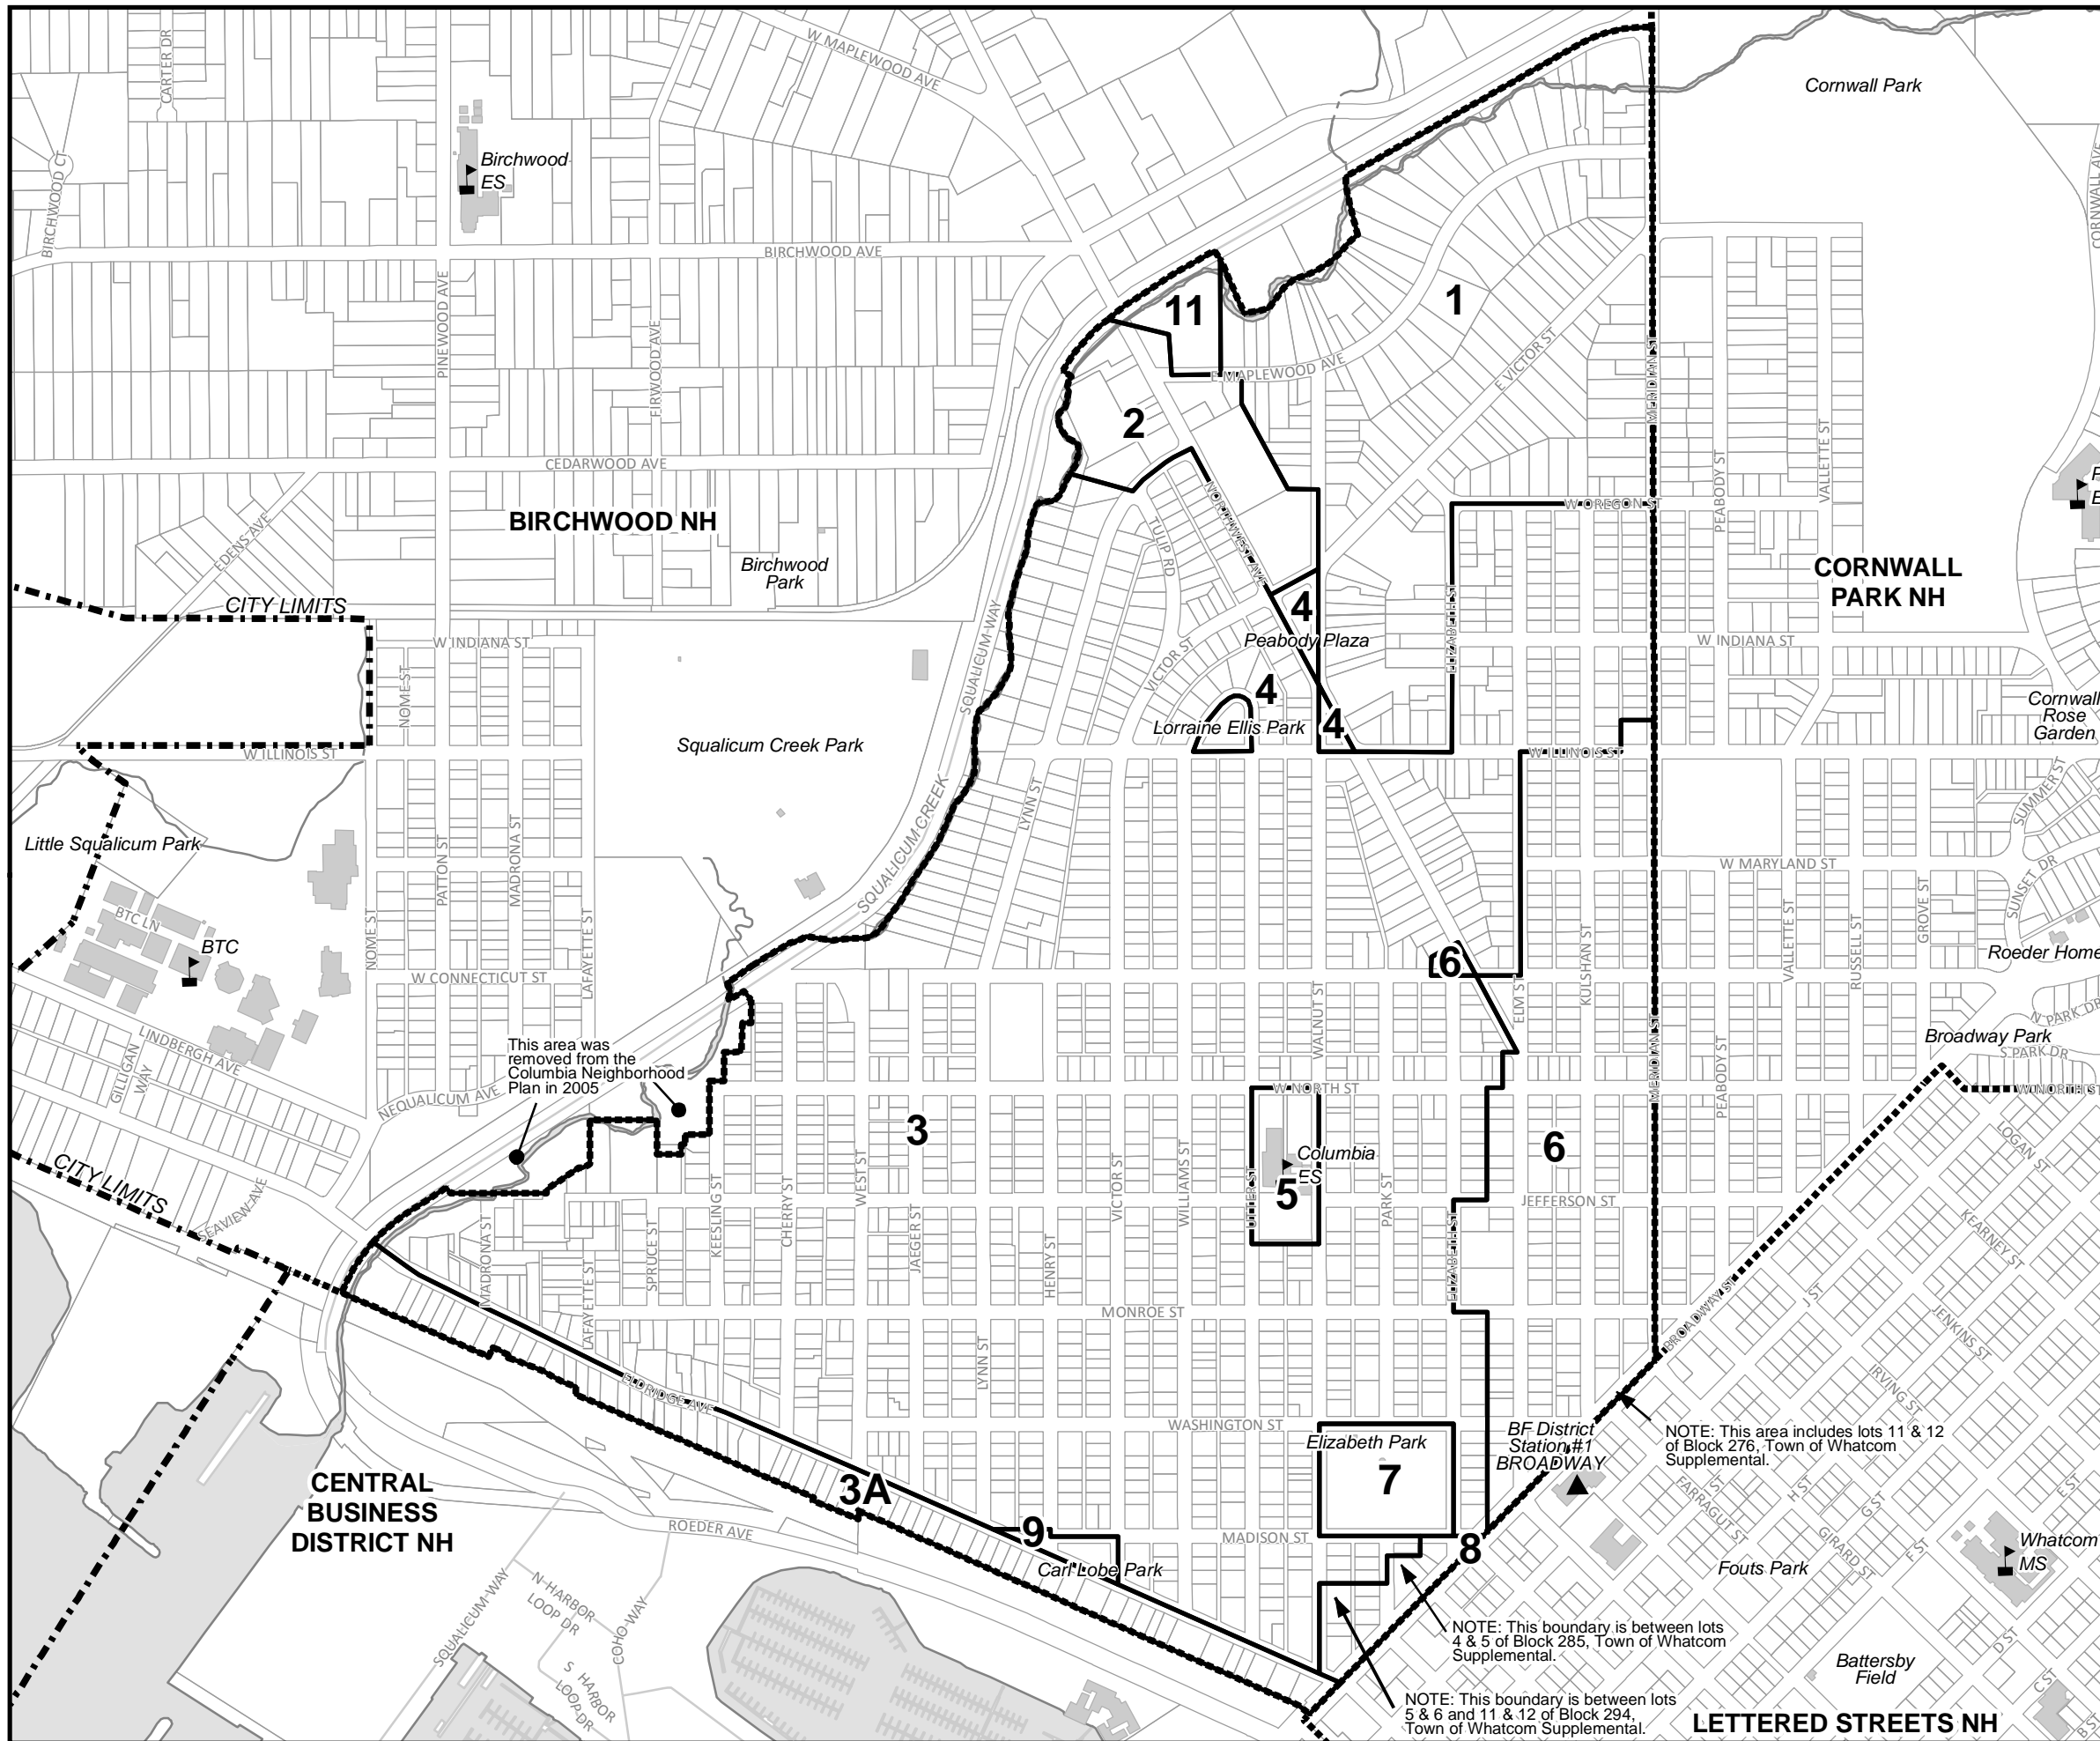 CARTER DR
W MAPLEWOOD AVE
Cornwall Park
BIRCHWOOD CT
Birchwood
ES
CORNWALL AVE
BIRCHWOOD AVE
PINEWOOD AVE
FIRWOOD AVE
11
1
E MAPLEWOOD AVE
E VICTOR ST
MERIDIAN ST
2
CEDARWOOD AVE
PEABODY ST
VALLETTE ST
BIRCHWOOD NH
EDENS AVE
TULIP RD
NORTHWEST AVE
W OREGON ST
Birchwood
Park
CORNWALL
PARK NH
CITY LIMITS
4
ELIZABETH ST
W INDIANA ST
Peabody Plaza
W INDIANA ST
NOME ST
SQUALICUM WAY
VICTOR ST
4
Lorraine Ellis Park
4
Cornwall
Rose
Garden
Squalicum Creek Park
W ILLINOIS ST
W ILLINOIS ST
SQUALICUM CREEK
LYNN ST
SUMMER ST
Little Squalicum Park
PATTON ST
MADRONA ST
W MARYLAND ST
SUNSET DR
BTC LN
BTC
NOME ST
LAFAYETTE ST
W CONNECTICUT ST
6
KULSHAN ST
VALLETTE ST
RUSSELL ST
GROVE ST
Roeder Home
ELM ST
WALNUT ST
N PARK DR
Broadway Park
S PARK DR
LINDBERGH AVE
GILLIGAN
WAY
This area was
removed from the
Columbia Neighborhood
Plan in 2005
NEQUALICUM AVE
W NORTH ST
MERIDIAN ST
PEABODY ST
W NORTH ST
3
Columbia
ES
5
6
LOGAN ST
CITY LIMITS
SEAVIEW AVE
KEESLING ST
CHERRY ST
WEST ST
VICTOR ST
WILLIAMS ST
UTTER ST
PARK ST
JEFFERSON ST
MADRONA ST
SPRUCE ST
JAEGER ST
HENRY ST
ELIZABETH ST
KEARNEY ST
LAFAYETTE ST
MONROE ST
BROADWAY ST
J ST
JENKINS ST
LYNN ST
IRVING ST
ELDRIDGE AVE
WASHINGTON ST
Elizabeth Park
7
BF District
Station #1
BROADWAY
NOTE: This area includes lots 11 & 12
of Block 276, Town of Whatcom
Supplemental.
CENTRAL
BUSINESS
DISTRICT NH
3A
FARRAGUT ST
I ST
H ST
G ST
E ST
ROEDER AVE
9
MADISON ST
8
GIRARD ST
F ST
Whatcom
MS
Carl Lobe Park
Fouts Park
SQUALICUM WAY
N HARBOR
LOOP DR
COHO WAY
NOTE: This boundary is between lots
4 & 5 of Block 285, Town of Whatcom
Supplemental.
D ST
Battersby
Field
S HARBOR
LOOP DR
C ST
NOTE: This boundary is between lots
5 & 6 and 11 & 12 of Block 294,
Town of Whatcom Supplemental.
LETTERED STREETS NH
B ST